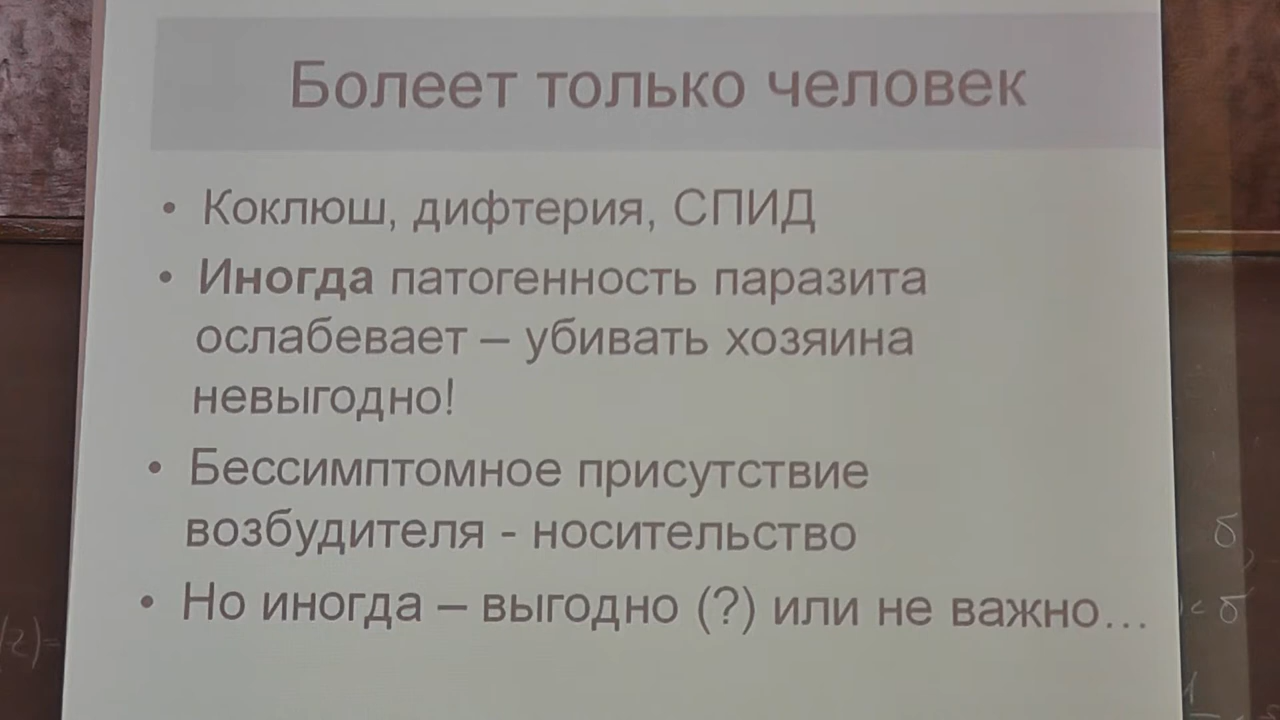 Болеет только человек
• Коклюш, дифтерия, СПИД
• Иногда патогенность паразита
ослабевает – убивать хозяина
невыгодно!
• Бессимптомное присутствие
возбудителя - носительство
• Но иногда – выгодно (?) или не важно…